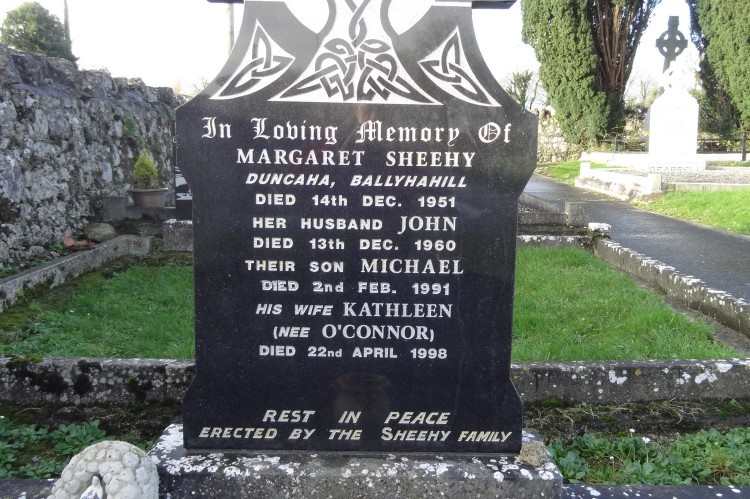 In Loving Memory Of
MARGARET SHEEHY
DUNCAHA, BALLYHAHILL
DIED 14th DEC. 1951
HER HUSBAND JOHN
DIED 13th DEC. 1960
THEIR SON MICHAEL
DIED 2nd FEB. 1991
HIS WIFE KATHLEEN
(NEE O'CONNOR)
DIED 22nd APRIL 1998
REST IN PEACE
ERECTED BY THE SHEEHY FAMILY